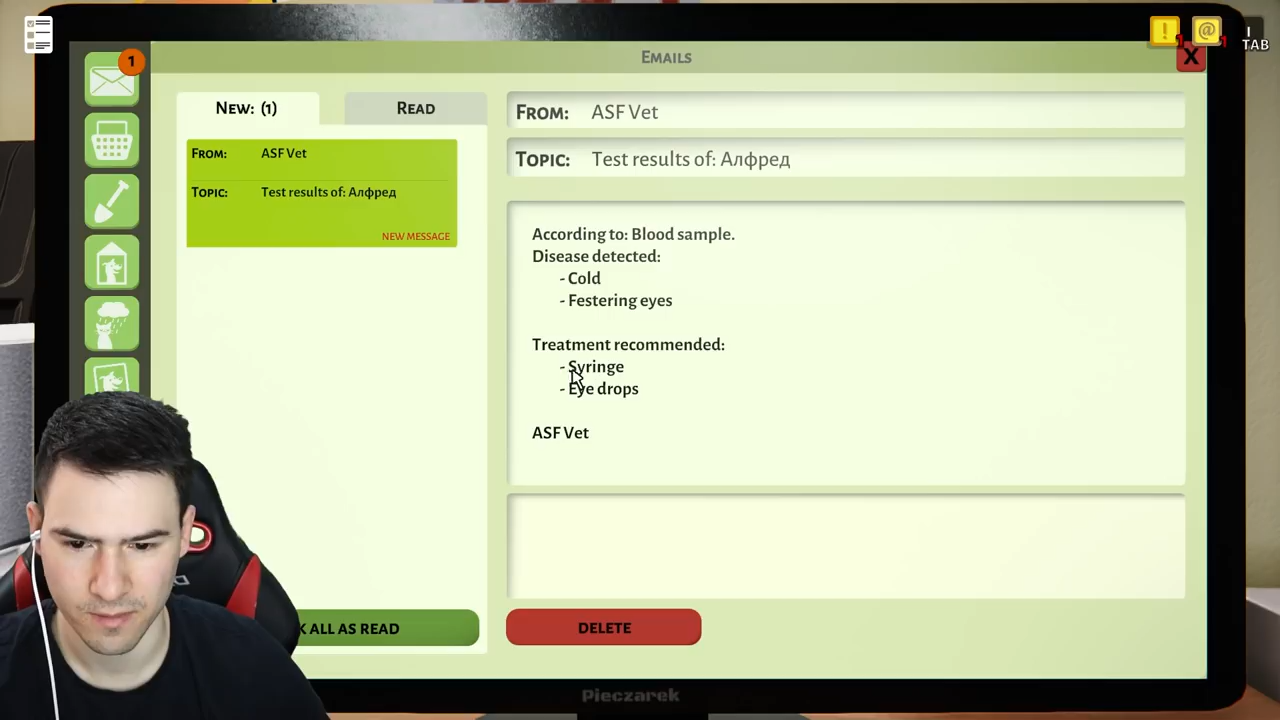 EMAILS
X
1
1
I
TAB
1
NEW: (1)
READ
FROM: ASF Vet
TOPIC: Test results of: Алфред
NEW MESSAGE
FROM: ASF Vet
TOPIC: Test results of: Алфред
According to: Blood sample.
Disease detected:
- Cold
- Festering eyes
Treatment recommended:
- Syringe
- Eye drops
ASF Vet
K ALL AS READ
DELETE
Pieczarek